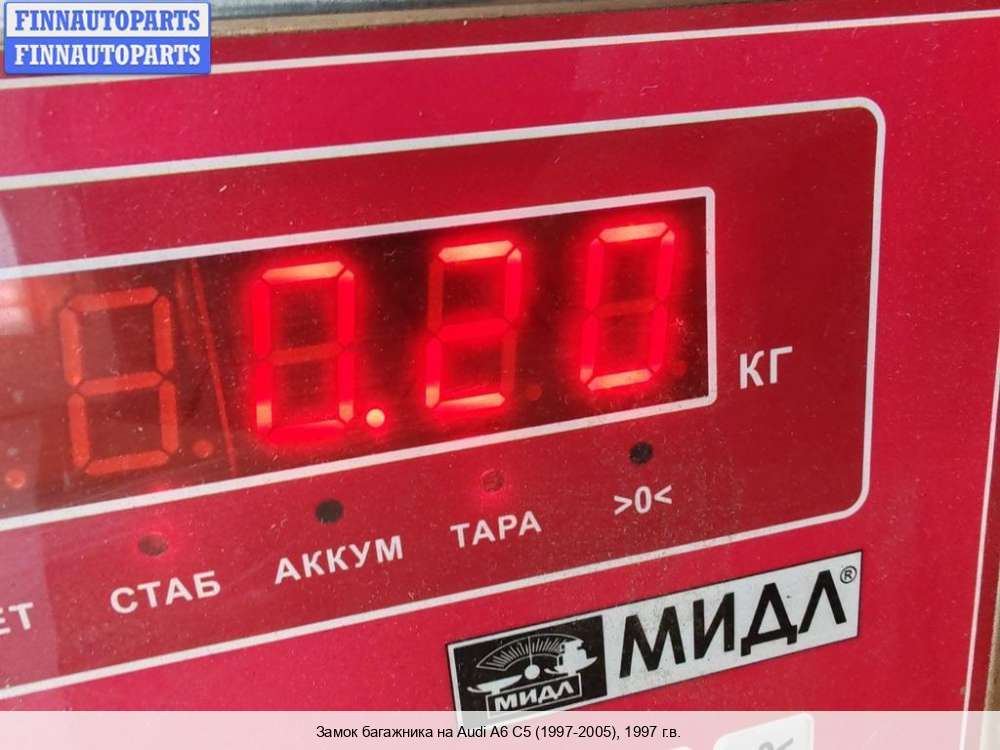 FINNAUTOPARTS
FINNAUTOPARTS
0.20
КГ
СТАБ
АККУМ
ТАРА
>0<
МИДЛ®
МИДЛ
Замок багажника на Audi A6 C5 (1997-2005), 1997 г.в.